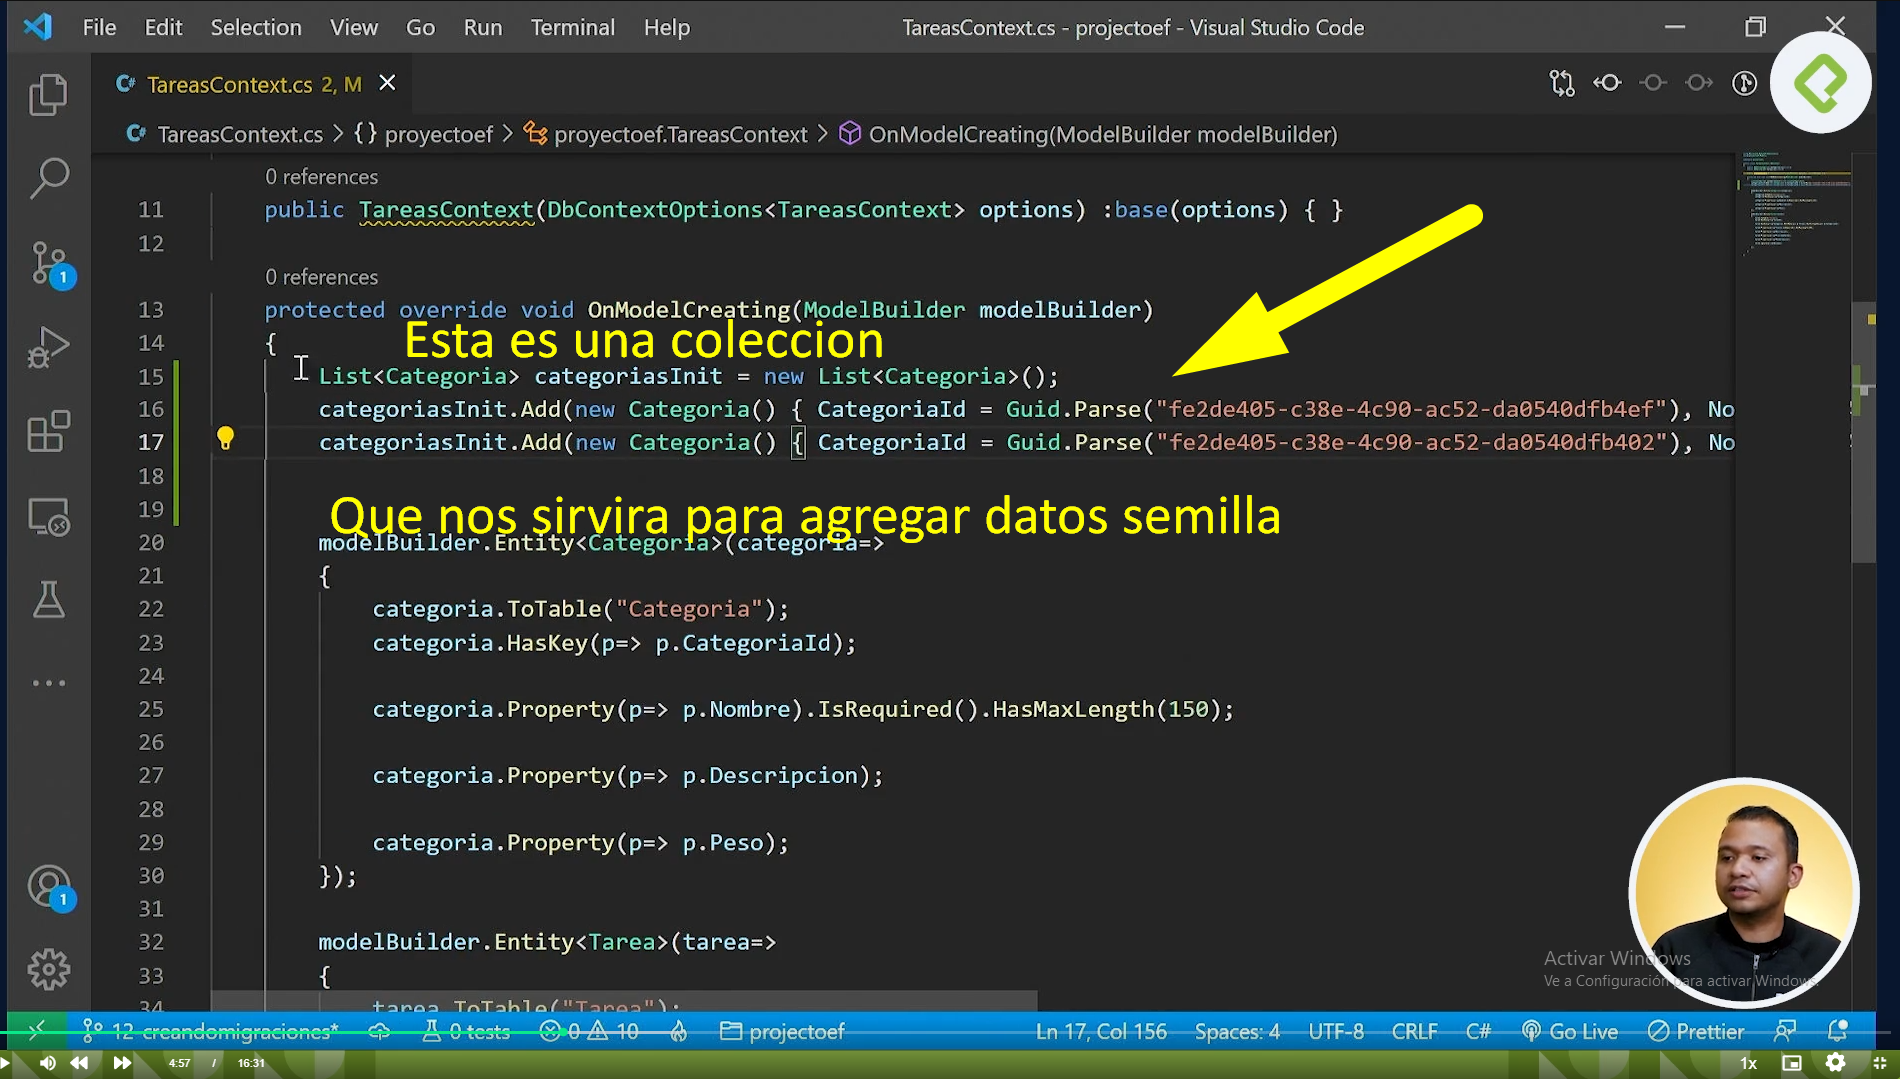 File Edit Selection View Go Run Terminal Help TareasContext.cs - projectoef - Visual Studio Code
TareasContext.cs 2, M
TareasContext.cs > {} proyectoef > proyectoef.TareasContext > OnModelCreating(ModelBuilder modelBuilder)
0 references
11 public TareasContext(DbContextOptions<TareasContext> options) :base(options) { }
12
0 references
13 protected override void OnModelCreating(ModelBuilder modelBuilder)
Esta es una coleccion
14 {
15 List<Categoria> categoriasInit = new List<Categoria>();
16 categoriasInit.Add(new Categoria() { CategoriaId = Guid.Parse("fe2de405-c38e-4c90-ac52-da0540dfb4ef"), No
17 categoriasInit.Add(new Categoria() { CategoriaId = Guid.Parse("fe2de405-c38e-4c90-ac52-da0540dfb402"), No
18
19
Que nos sirvira para agregar datos semilla
20 modelBuilder.Entity<Categoria>(categoria=>
21 {
22 categoria.ToTable("Categoria");
23 categoria.HasKey(p=> p.CategoriaId);
24
25 categoria.Property(p=> p.Nombre).IsRequired().HasMaxLength(150);
26
27 categoria.Property(p=> p.Descripcion);
28
29 categoria.Property(p=> p.Peso);
30 });
31
32 modelBuilder.Entity<Tarea>(tarea=>
33 {
34 tarea.ToTable("Tarea");
1
1
Activar Windows
Ve a Configuración para activar Windows.
12-creandomigraciones* 0 tests 0 10 projectoef Ln 17, Col 156 Spaces: 4 UTF-8 CRLF C# Go Live Prettier
4:57 / 16:31 1x